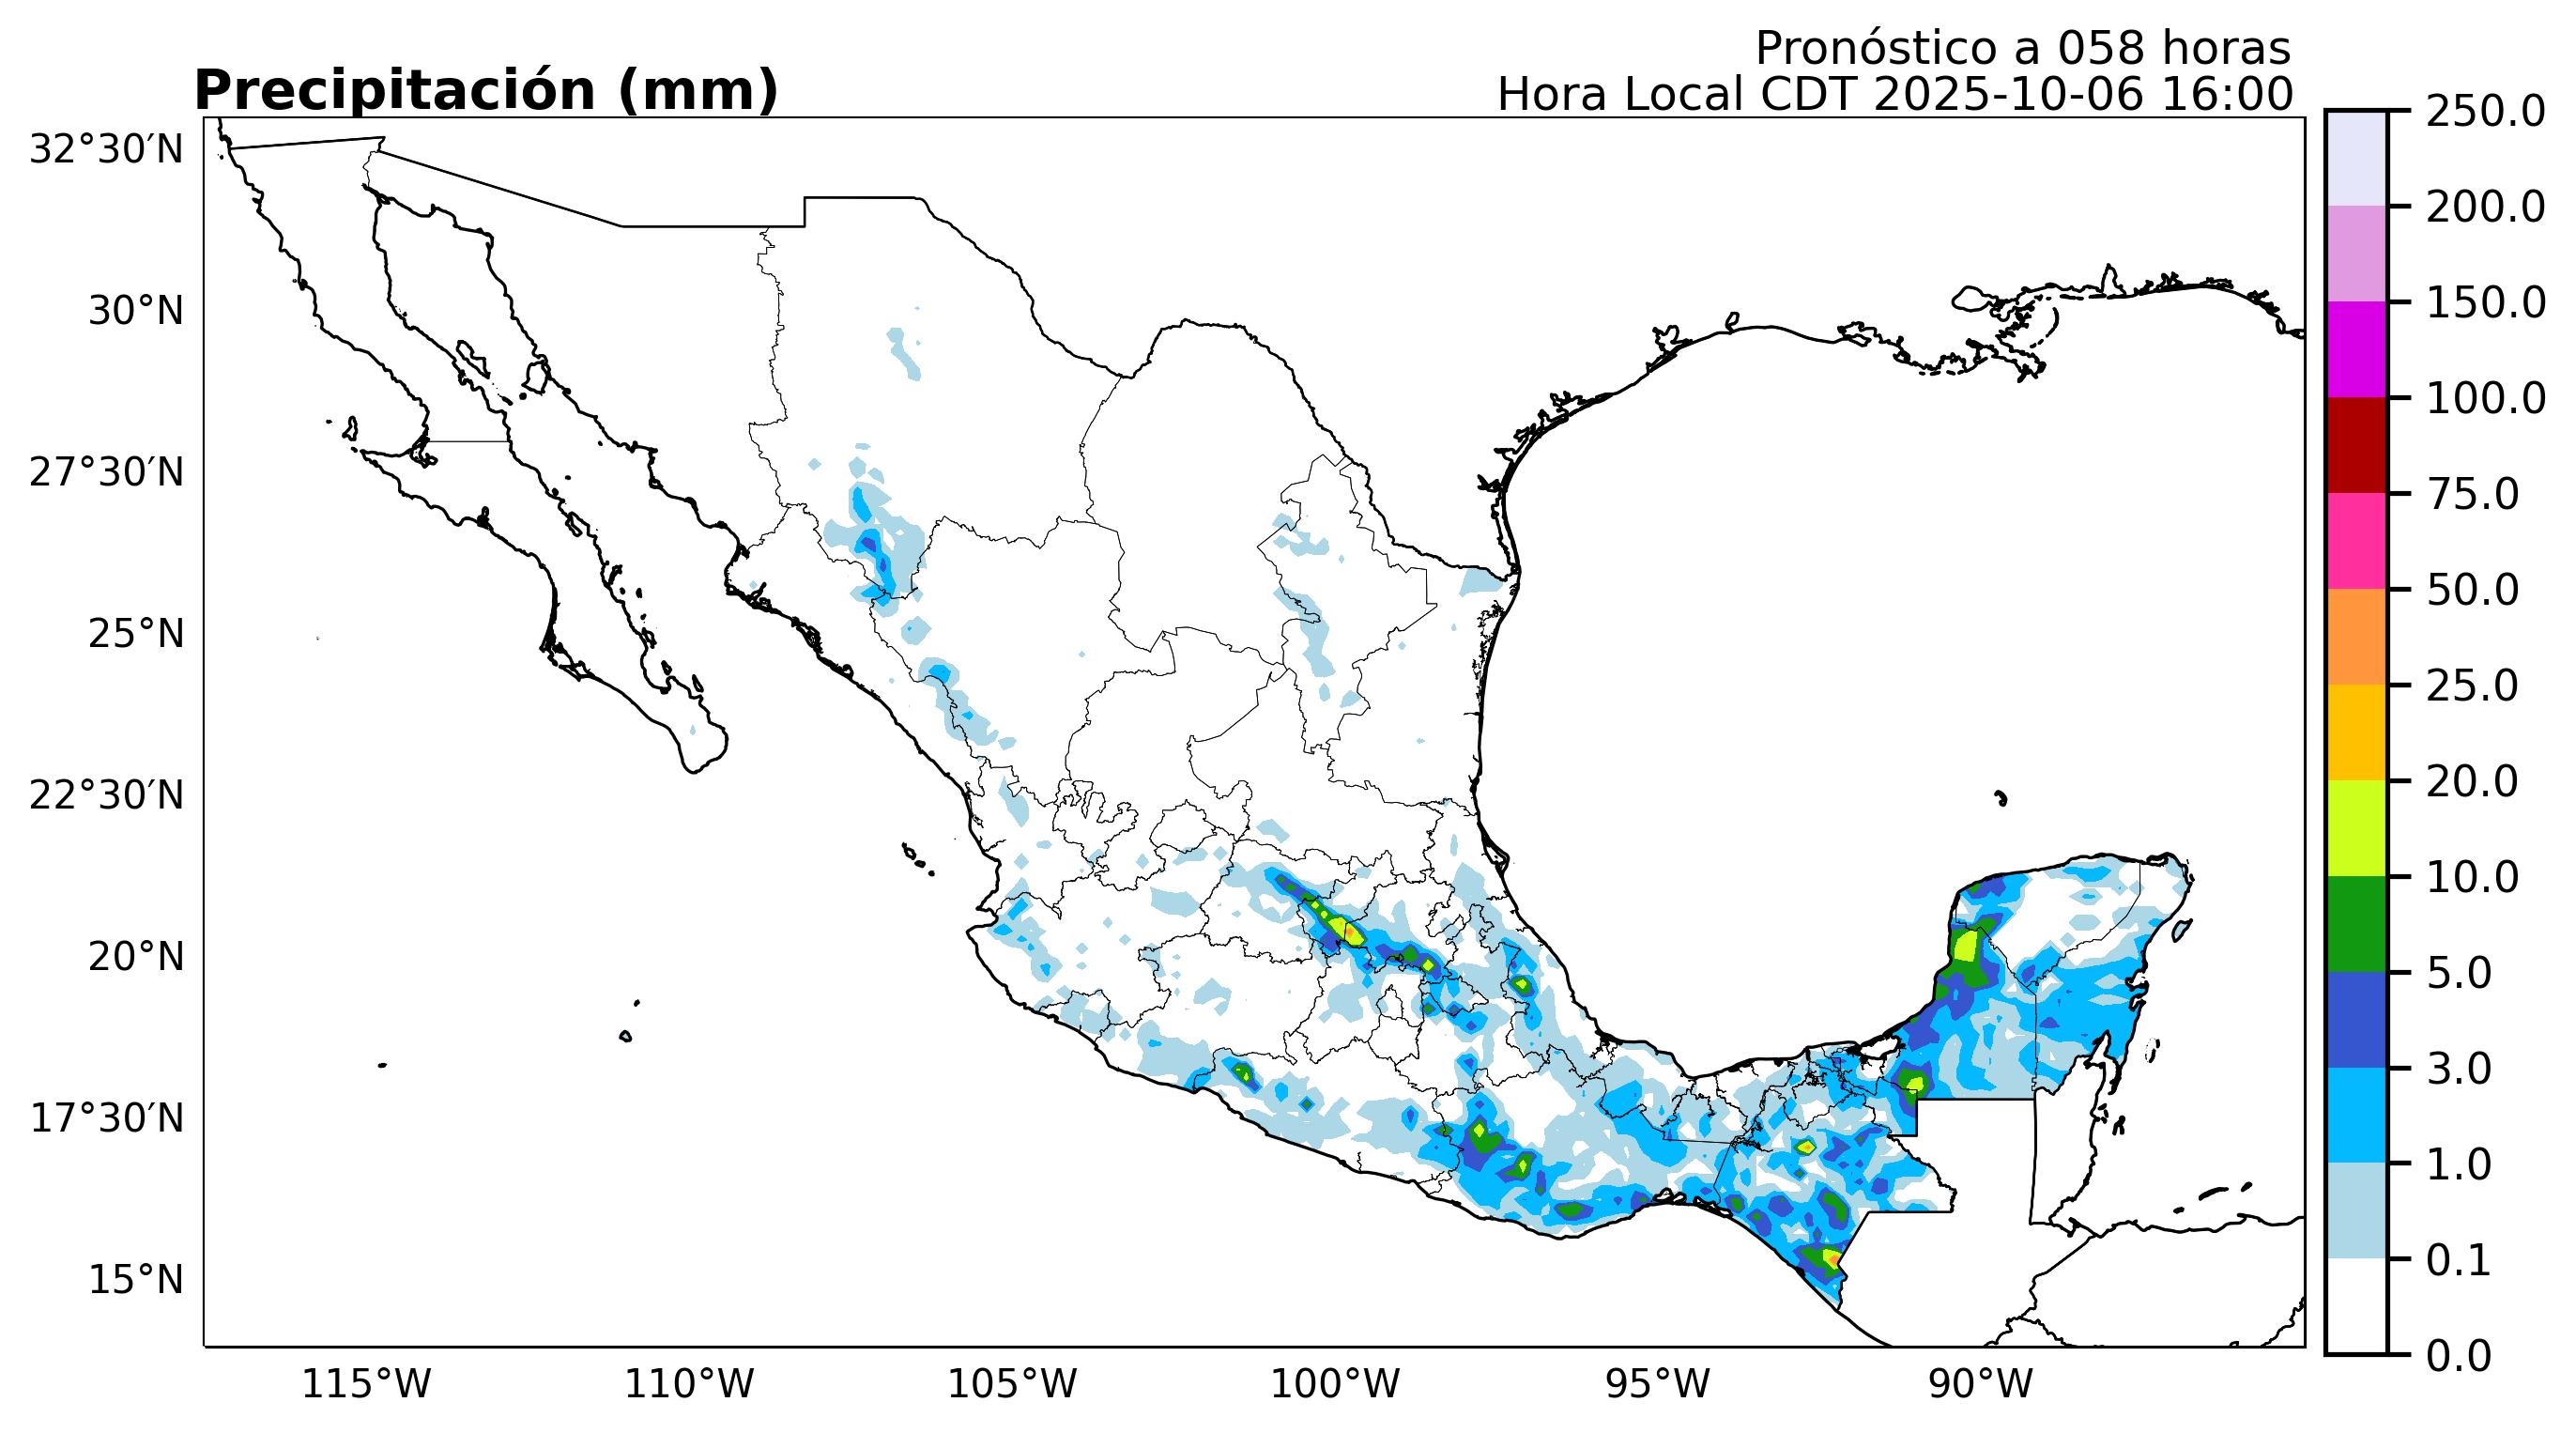 Pronóstico a 058 horas
Precipitación (mm)
Hora Local CDT 2025-10-06 16:00
32°30′N
30°N
27°30′N
25°N
22°30′N
20°N
17°30′N
15°N
115°W
110°W
105°W
100°W
95°W
90°W
250.0
200.0
150.0
100.0
75.0
50.0
25.0
20.0
10.0
5.0
3.0
1.0
0.1
0.0